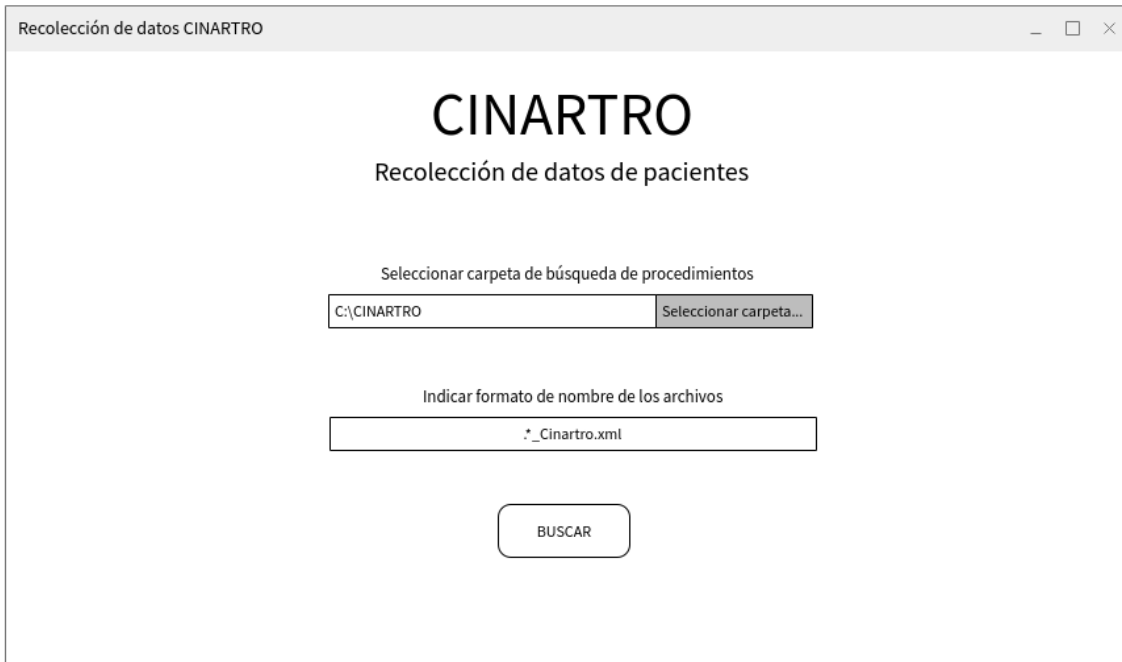 Recolección de datos CINARTRO
CINARTRO
Recolección de datos de pacientes
Seleccionar carpeta de búsqueda de procedimientos
C:\CINARTRO Seleccionar carpeta...
Indicar formato de nombre de los archivos
.*_Cinartro.xml
BUSCAR